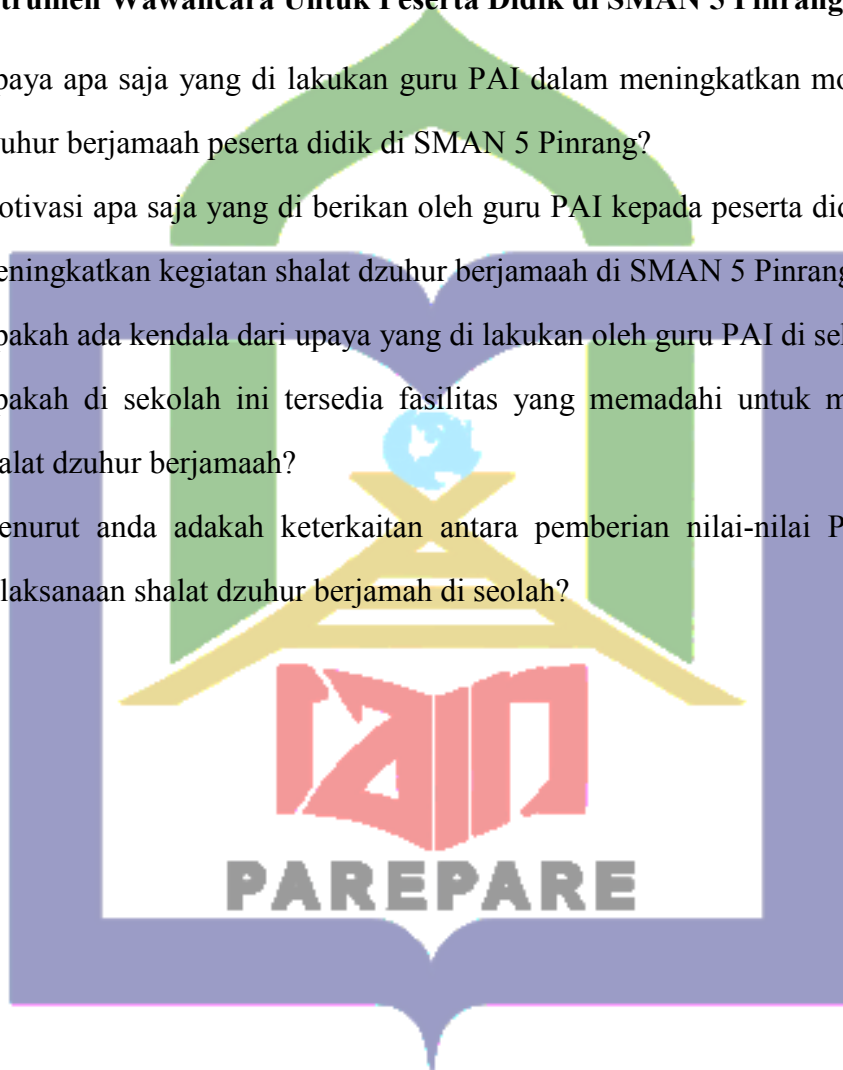 trumen Wawancara Untuk Peserta Didik di SMAN 5 Pinrang
paya apa saja yang di lakukan guru PAI dalam meningkatkan mo
uhur berjamaah peserta didik di SMAN 5 Pinrang?
otivasi apa saja yang di berikan oleh guru PAI kepada peserta did
eningkatkan kegiatan shalat dzuhur berjamaah di SMAN 5 Pinrang
pakah ada kendala dari upaya yang di lakukan oleh guru PAI di sel
pakah di sekolah ini tersedia fasilitas yang memadahi untuk m
alat dzuhur berjamaah?
enurut anda adakah keterkaitan antara pemberian nilai-nilai P
laksanaan shalat dzuhur berjamah di seolah?
iain
PAREPARE